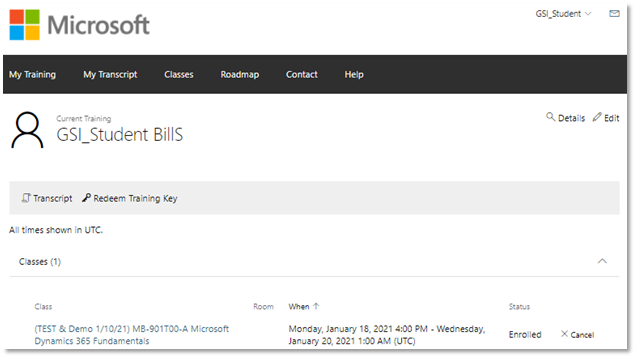 Microsoft
GSI_Student
My Training My Transcript Classes Roadmap Contact Help
Current Training
GSI_Student BillS
Details Edit
Transcript Redeem Training Key
All times shown in UTC.
Classes (1)
Class Room When ↑ Status
(TEST & Demo 1/10/21) MB-901T00-A Microsoft
Dynamics 365 Fundamentals
Monday, January 18, 2021 4:00 PM - Wednesday,
January 20, 2021 1:00 AM (UTC)
Enrolled
Cancel